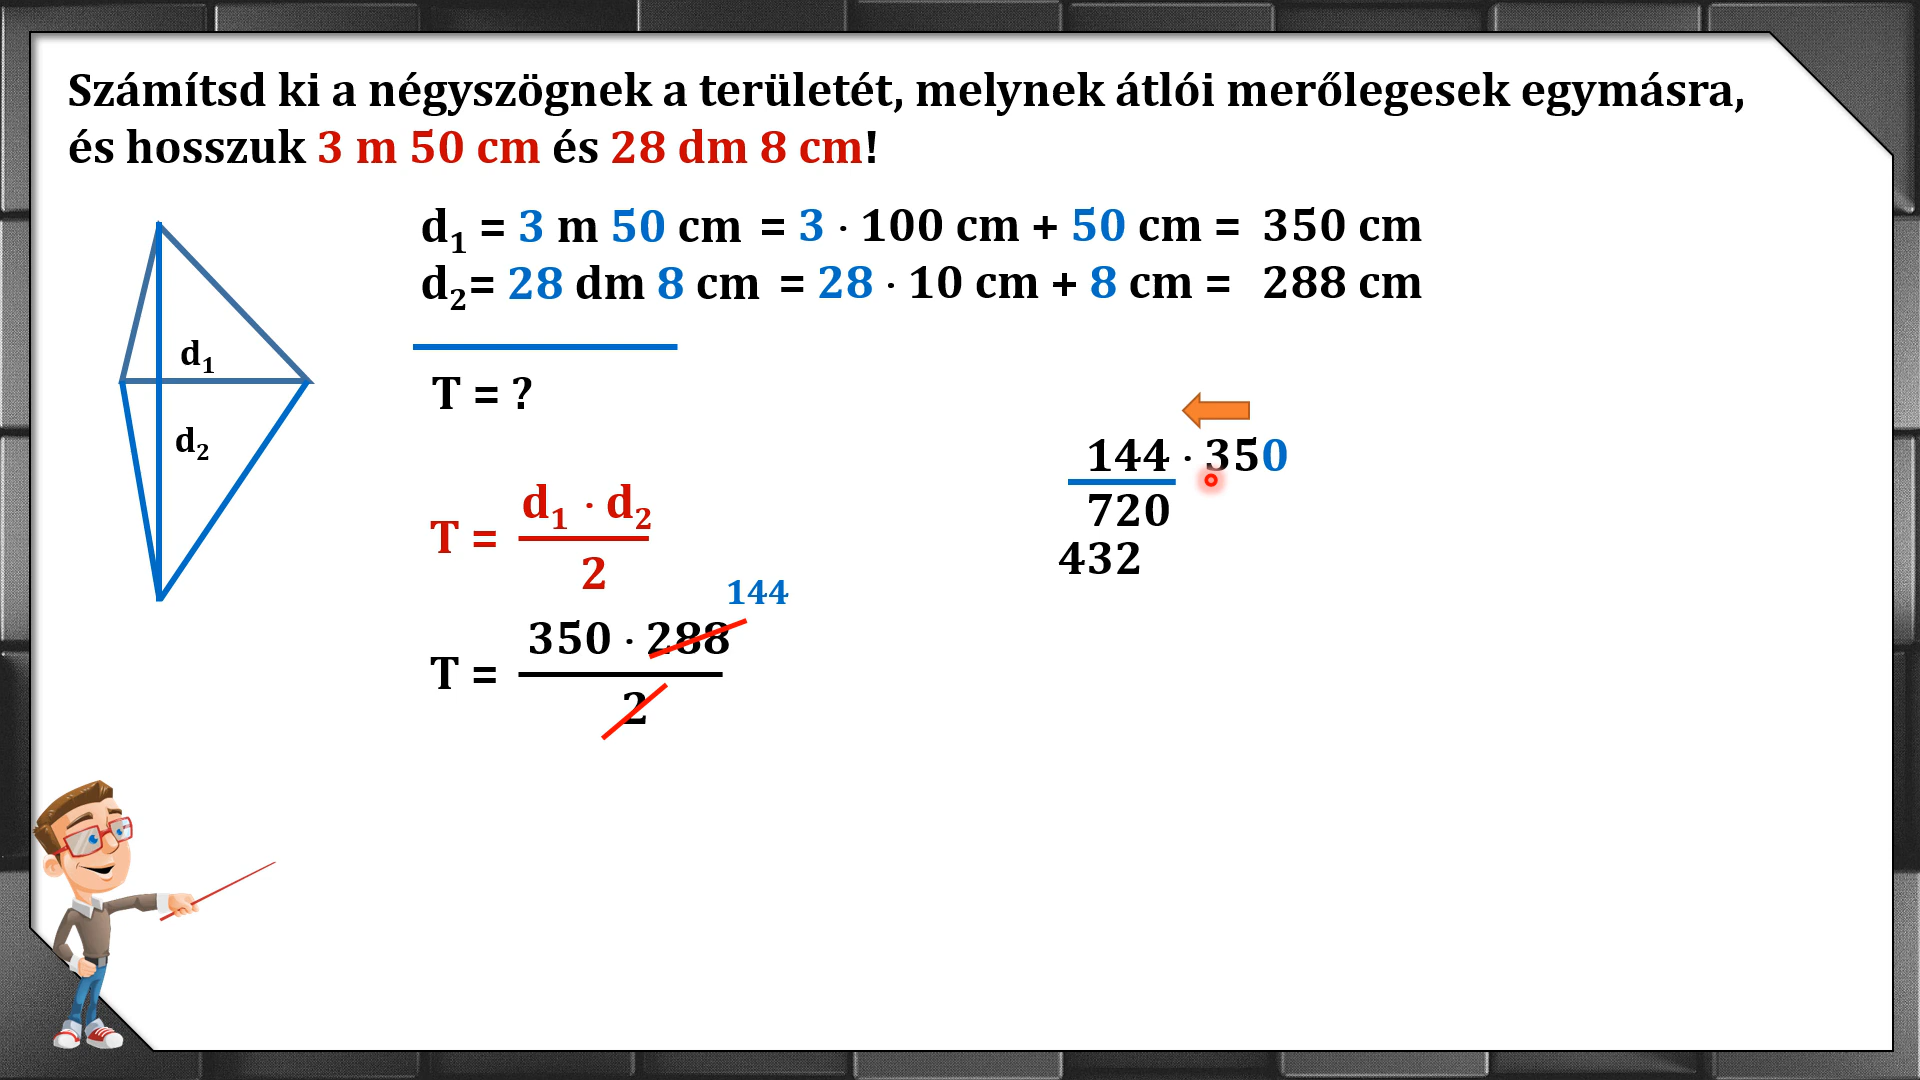 Számítsd ki a négyszögnek a területét, melynek átlói merőlegesek egymásra,
és hosszuk 3 m 50 cm és 28 dm 8 cm!
d₁ = 3 m 50 cm = 3 · 100 cm + 50 cm = 350 cm
d₂= 28 dm 8 cm = 28 · 10 cm + 8 cm = 288 cm
d₁
d₂
T = ?
T = d₁ · d₂
2
144
T = 350 · 288
2
144 · 350
720
432